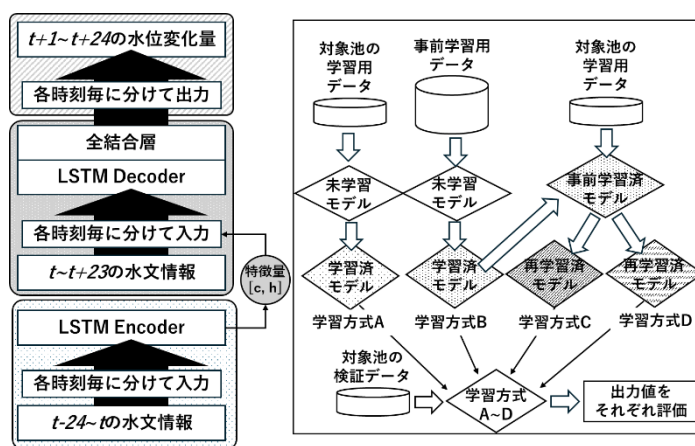 t+1~t+24の水位変化量
各時刻毎に分けて出力
全結合層
LSTM Decoder
各時刻毎に分けて入力
t~t+23の水文情報
特徴量
[c, h]
LSTM Encoder
各時刻毎に分けて入力
t-24~tの水文情報
対象池の
学習用
データ
事前学習用
データ
対象池の
学習用
データ
未学習
モデル
未学習
モデル
事前学習済
モデル
学習済
モデル
学習済
モデル
再学習済
モデル
再学習済
モデル
学習方式A
学習方式B
学習方式C
学習方式D
対象池の
検証データ
学習方式
A~D
出力値を
それぞれ評価